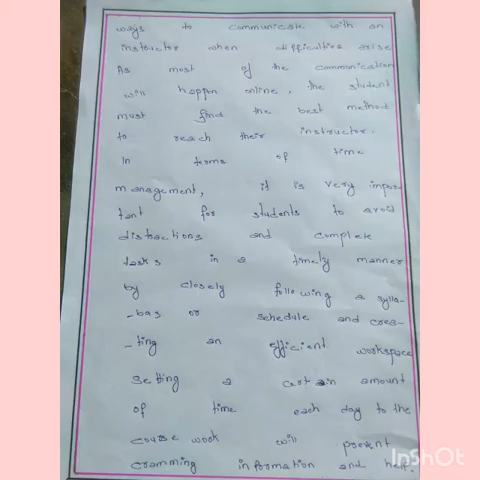 ways to communicate with an
instructor when difficulties arise
As most of the communication
will happen online, the student
must find the best method
to reach their instructor.
In terms of time
management, it is very impor-
tant for students to avoid
distractions and complete
tasks in a timely manner
by closely following a sylla-
-bas or schedule and crea-
-ting an efficient workspace
Setting a certain amount
of time each day to the
course work will prevent
cramming information and help.
InShOt